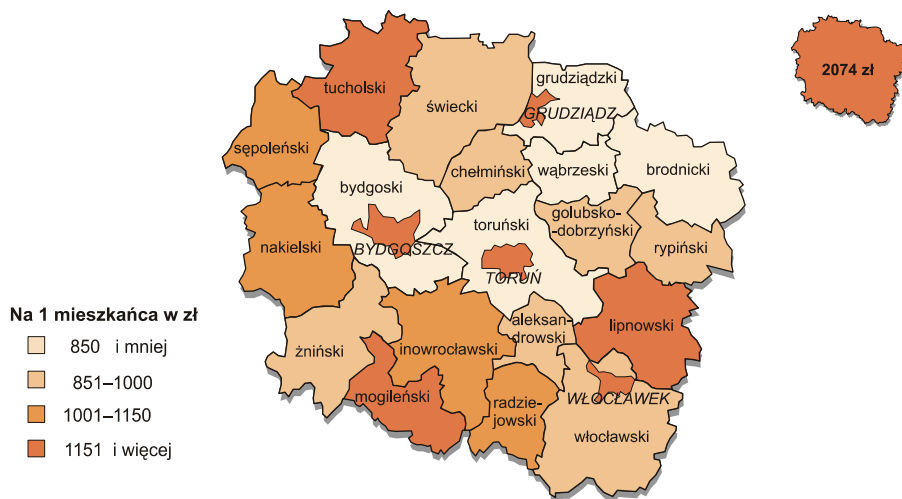 tucholski
grudziądzki
2074 zł
świecki
GRUDZIĄDZ
sępoleński
chełmiński
wąbrzeski
brodnicki
bydgoski
toruński
golubsko-
-dobrzyński
nakielski
BYDGOSZCZ
rypiński
TORUŃ
Na 1 mieszkańca w zł
850 i mniej
851–1000
1001–1150
1151 i więcej
aleksan-
drowski
lipnowski
żniński
inowrocławski
mogileński
radzie-
jowski
WŁOCŁAWEK
włocławski